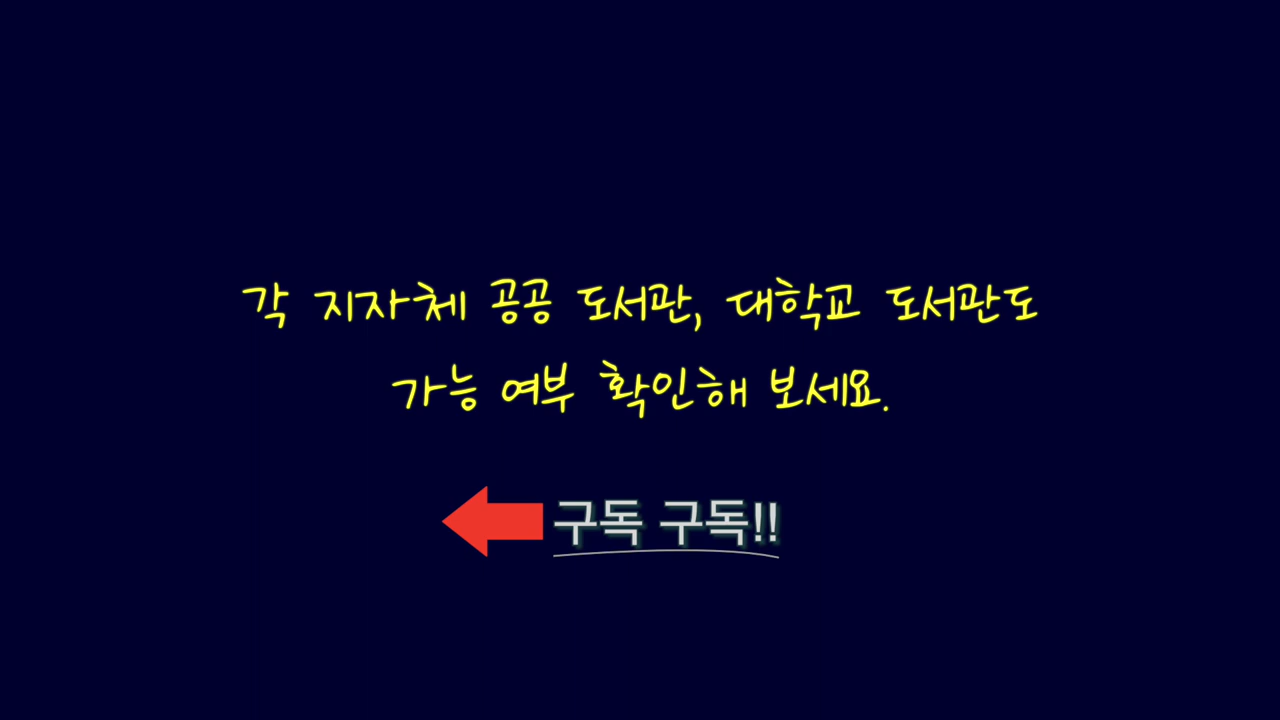 각 지자체 공공 도서관, 대학교 도서관도
가능 여부 확인해 보세요.
구독 구독!!